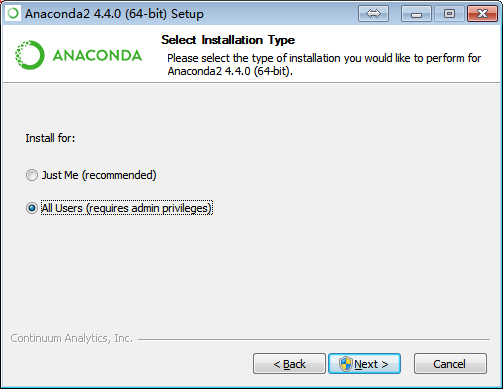 Anaconda2 4.4.0 (64-bit) Setup
ANACONDA
Select Installation Type
Please select the type of installation you would like to perform for
Anaconda2 4.4.0 (64-bit).
Install for:
Just Me (recommended)
All Users (requires admin privileges)
Continuum Analytics, Inc.
< Back
Next >
Cancel